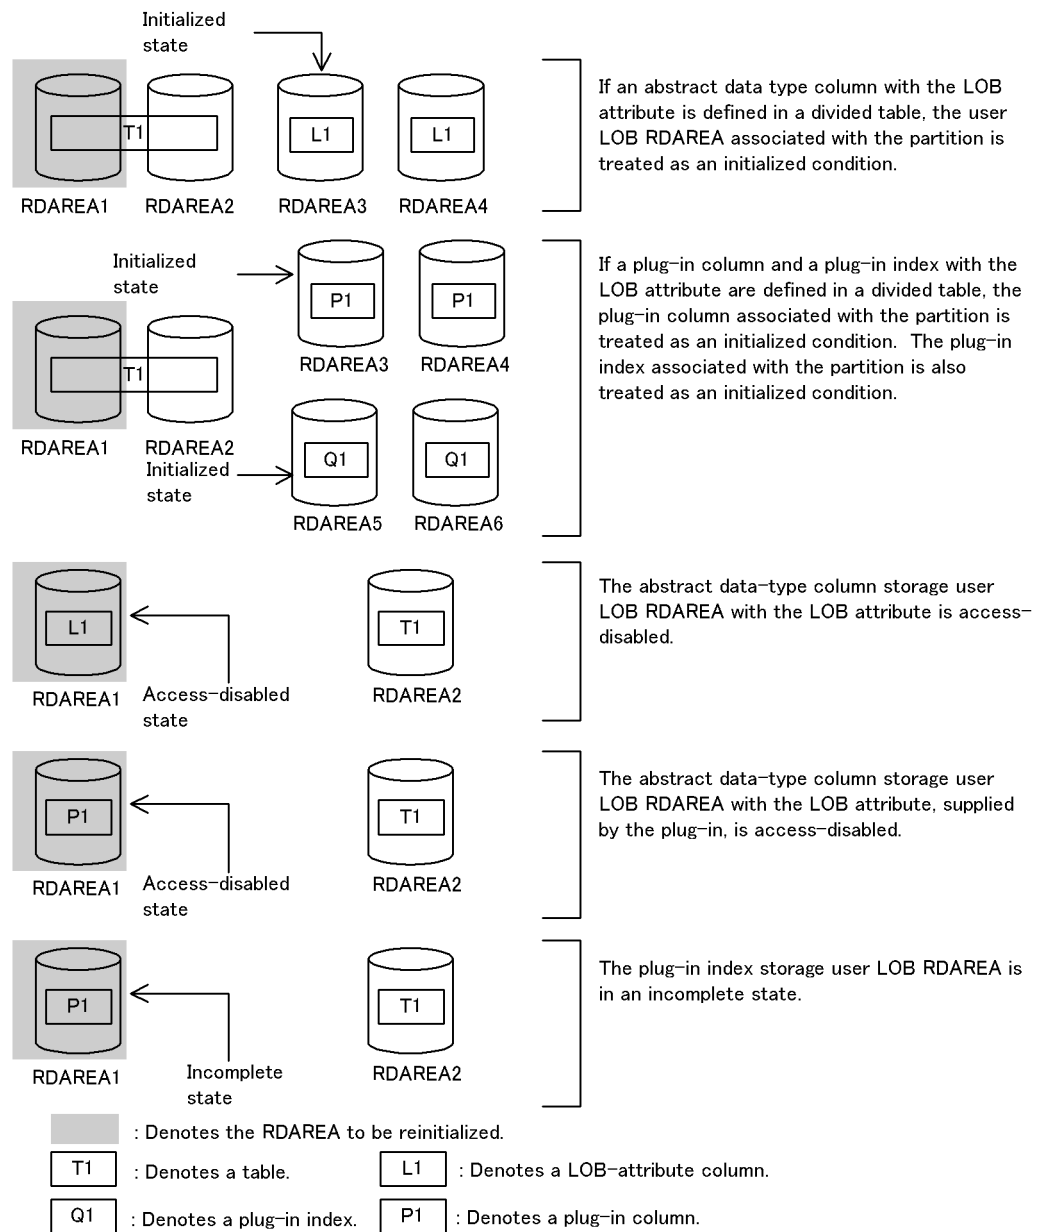 Initialized
state
T1
L1
L1
RDAREA1
RDAREA2
RDAREA3
RDAREA4
If an abstract data type column with the LOB
attribute is defined in a divided table, the user
LOB RDAREA associated with the partition is
treated as an initialized condition.
Initialized
state
P1
P1
RDAREA3
RDAREA4
T1
RDAREA1
RDAREA2
Initialized
state
Q1
Q1
RDAREA5
RDAREA6
If a plug-in column and a plug-in index with the
LOB attribute are defined in a divided table, the
plug-in column associated with the partition is
treated as an initialized condition. The plug-in
index associated with the partition is also
treated as an initialized condition.
L1
RDAREA1
Access-disabled
state
T1
RDAREA2
The abstract data-type column storage user
LOB RDAREA with the LOB attribute is access-
disabled.
P1
RDAREA1
Access-disabled
state
T1
RDAREA2
The abstract data-type column storage user
LOB RDAREA with the LOB attribute, supplied
by the plug-in, is access-disabled.
P1
RDAREA1
Incomplete
state
T1
RDAREA2
The plug-in index storage user LOB RDAREA is
in an incomplete state.
: Denotes the RDAREA to be reinitialized.
T1 : Denotes a table.
L1 : Denotes a LOB-attribute column.
Q1 : Denotes a plug-in index.
P1 : Denotes a plug-in column.